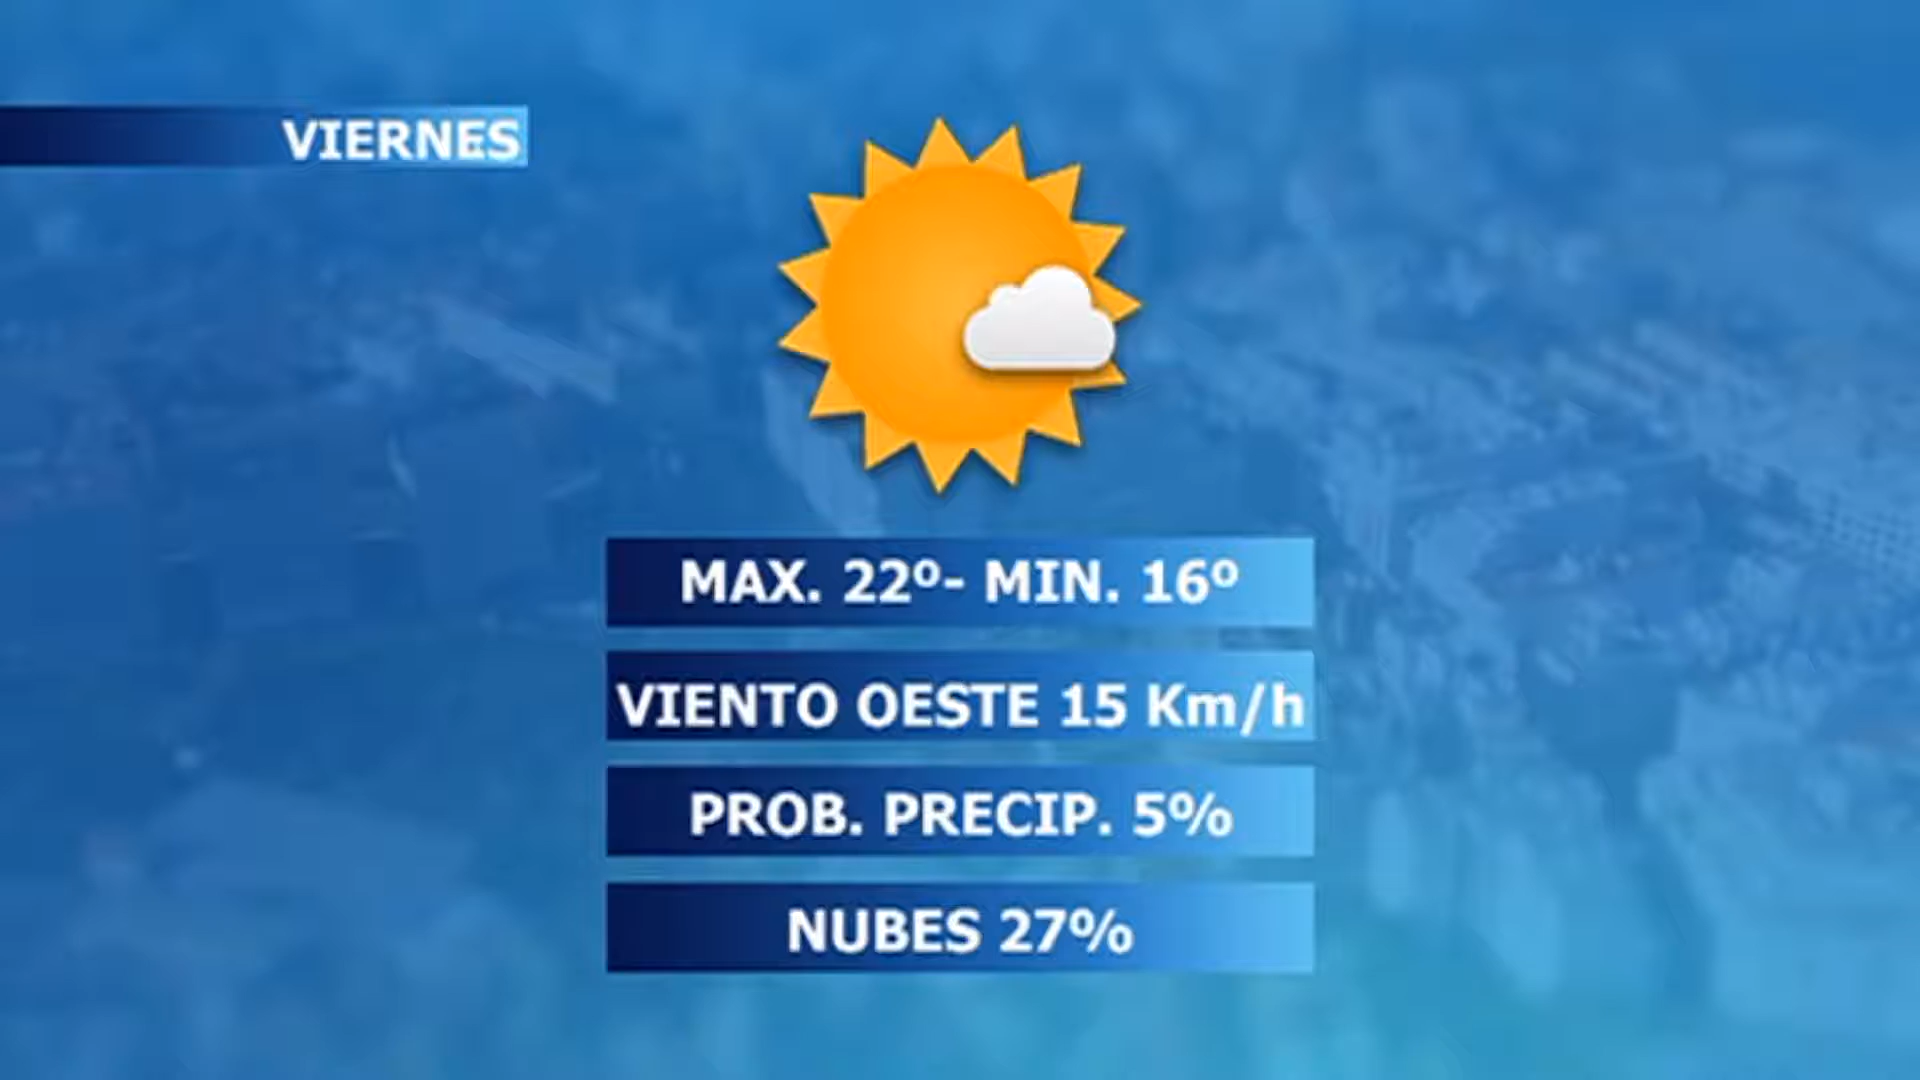 VIERNES
MAX. 22º- MIN. 16º
VIENTO OESTE 15 Km/h
PROB. PRECIP. 5%
NUBES 27%